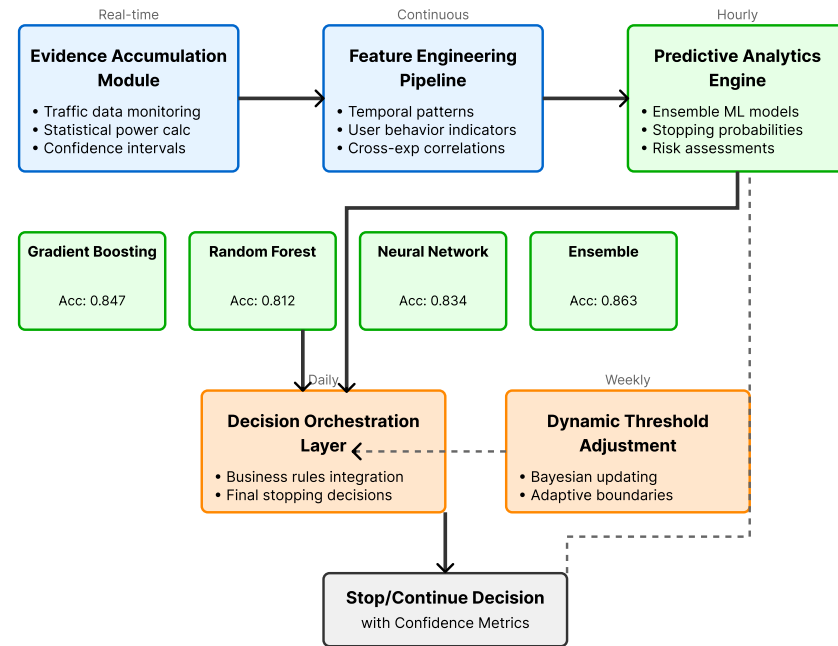 Real-time
Continuous
Hourly
Evidence Accumulation
Module
• Traffic data monitoring
• Statistical power calc
• Confidence intervals
Feature Engineering
Pipeline
• Temporal patterns
• User behavior indicators
• Cross-exp correlations
Predictive Analytics
Engine
• Ensemble ML models
• Stopping probabilities
• Risk assessments
Gradient Boosting
Acc: 0.847
Random Forest
Acc: 0.812
Neural Network
Acc: 0.834
Ensemble
Acc: 0.863
Daily
Weekly
Decision Orchestration
Layer
• Business rules integration
• Final stopping decisions
Dynamic Threshold
Adjustment
• Bayesian updating
• Adaptive boundaries
Stop/Continue Decision
with Confidence Metrics